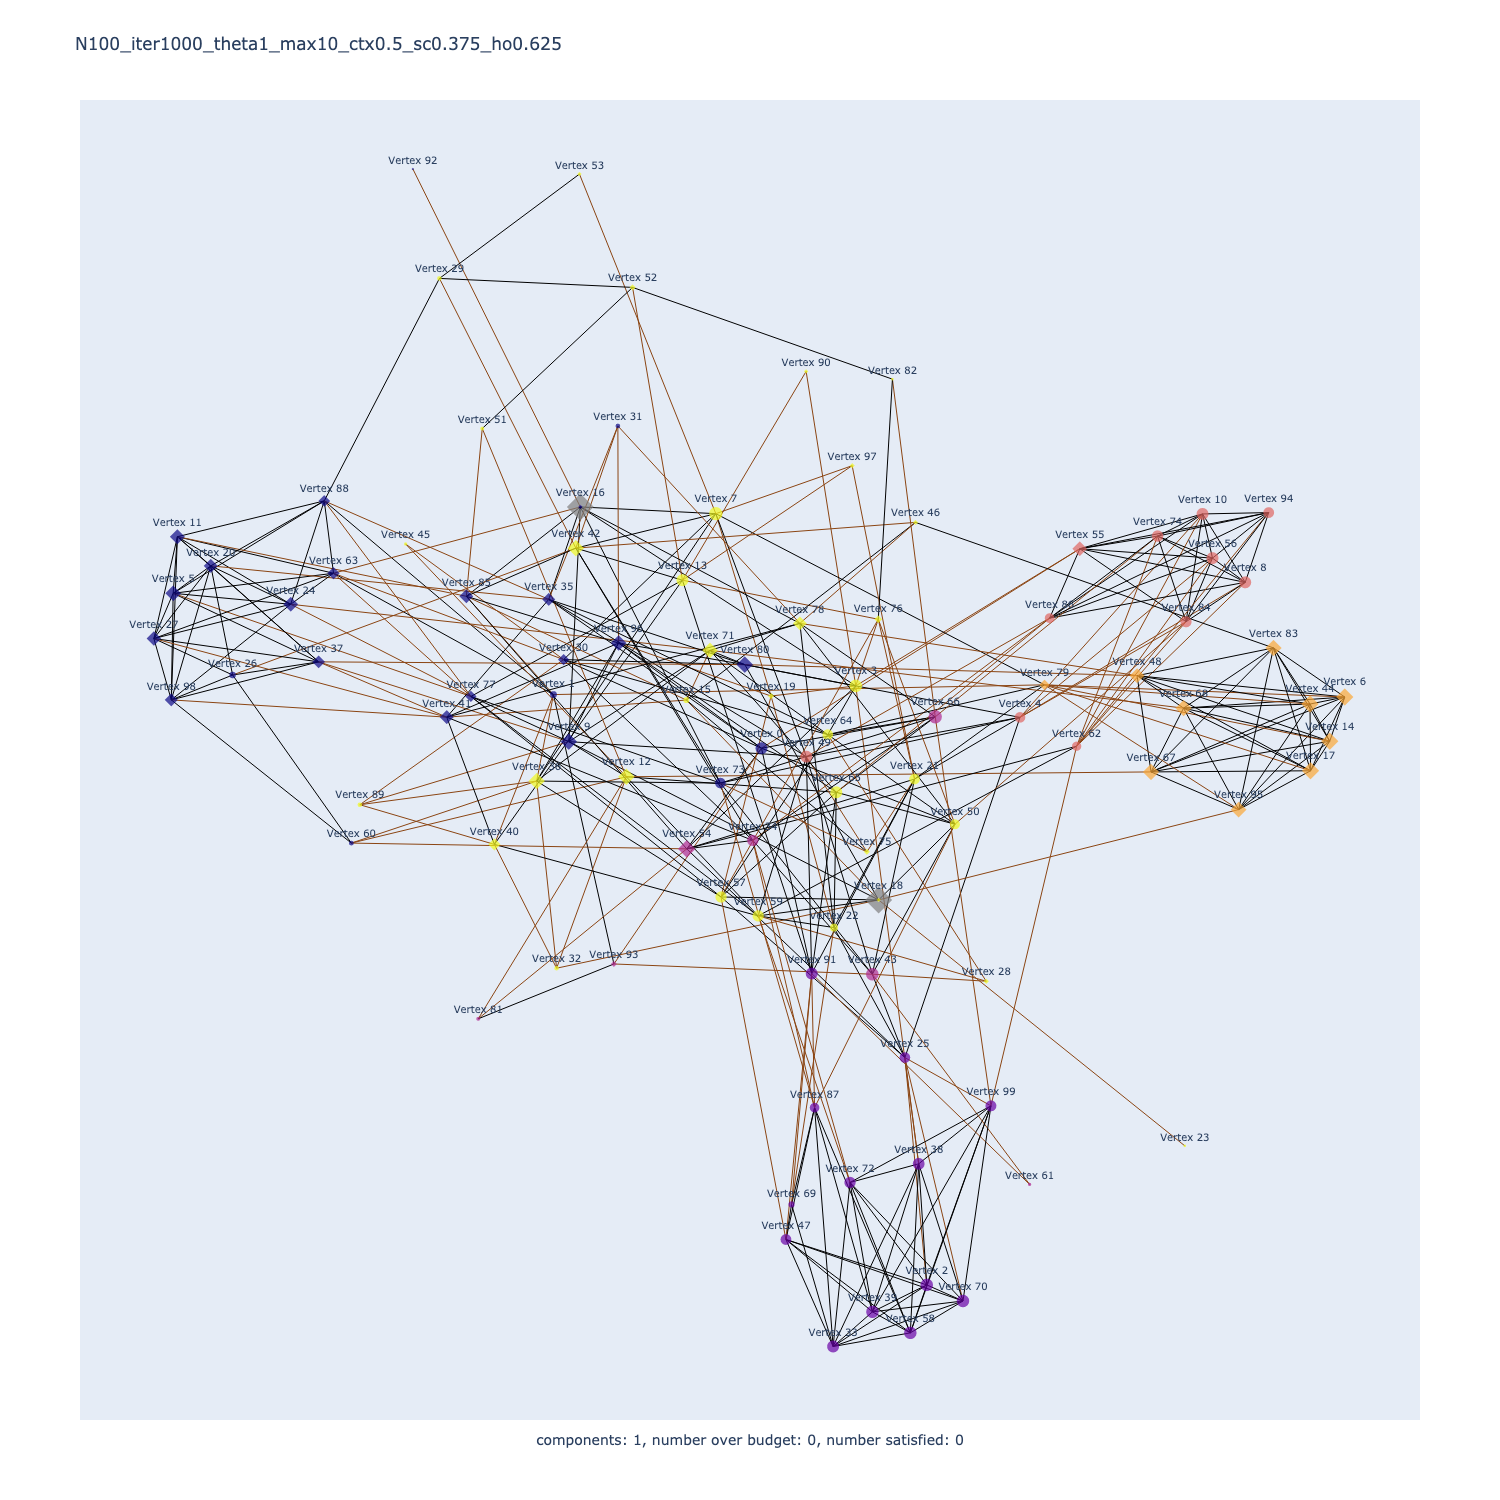 N100_iter1000_theta1_max10_ctx0.5_sc0.375_ho0.625
Vertex 92
Vertex 53
Vertex 29
Vertex 52
Vertex 90
Vertex 82
Vertex 51
Vertex 31
Vertex 97
Vertex 88
Vertex 16
Vertex 7
Vertex 46
Vertex 10
Vertex 94
Vertex 11
Vertex 45
Vertex 42
Vertex 55
Vertex 74
Vertex 20
Vertex 63
Vertex 13
Vertex 56
Vertex 5
Vertex 24
Vertex 85
Vertex 35
Vertex 8
Vertex 27
Vertex 78
Vertex 76
Vertex 84
Vertex 37
Vertex 26
Vertex 30
Vertex 71
Vertex 80
Vertex 83
Vertex 98
Vertex 77
Vertex
Vertex 15
Vertex 19
Vertex 3
Vertex 79
Vertex 48
Vertex 6
Vertex 44
Vertex 68
Vertex 41
Vertex 9
Vertex 0
Vertex 64
Vertex 66
Vertex 4
Vertex 14
Vertex 49
Vertex 62
Vertex 67
Vertex 17
Vertex 12
Vertex 73
Vertex 21
Vertex 89
Vertex 95
Vertex 60
Vertex 40
Vertex 54
Vertex 75
Vertex 50
Vertex 57
Vertex 18
Vertex 59
Vertex 22
Vertex 32
Vertex 93
Vertex 91
Vertex 43
Vertex 28
Vertex 81
Vertex 25
Vertex 87
Vertex 99
Vertex 23
Vertex 72
Vertex 38
Vertex 61
Vertex 69
Vertex 47
Vertex 2
Vertex 70
Vertex 39
Vertex 58
Vertex 33
components: 1, number over budget: 0, number satisfied: 0